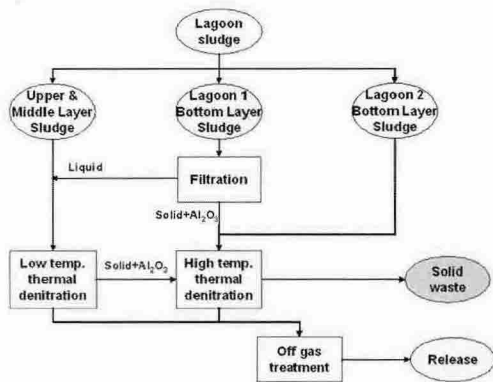 Lagoon
sludge
Upper &
Middle Layer
Sludge
Lagoon 1
Bottom Layer
Sludge
Lagoon 2
Bottom Layer
Sludge
Liquid
Filtration
Solid+Al₂O₃
Low temp.
thermal
denitration
Solid+Al₂O₃
High temp.
thermal
denitration
Solid
waste
Off gas
treatment
Release